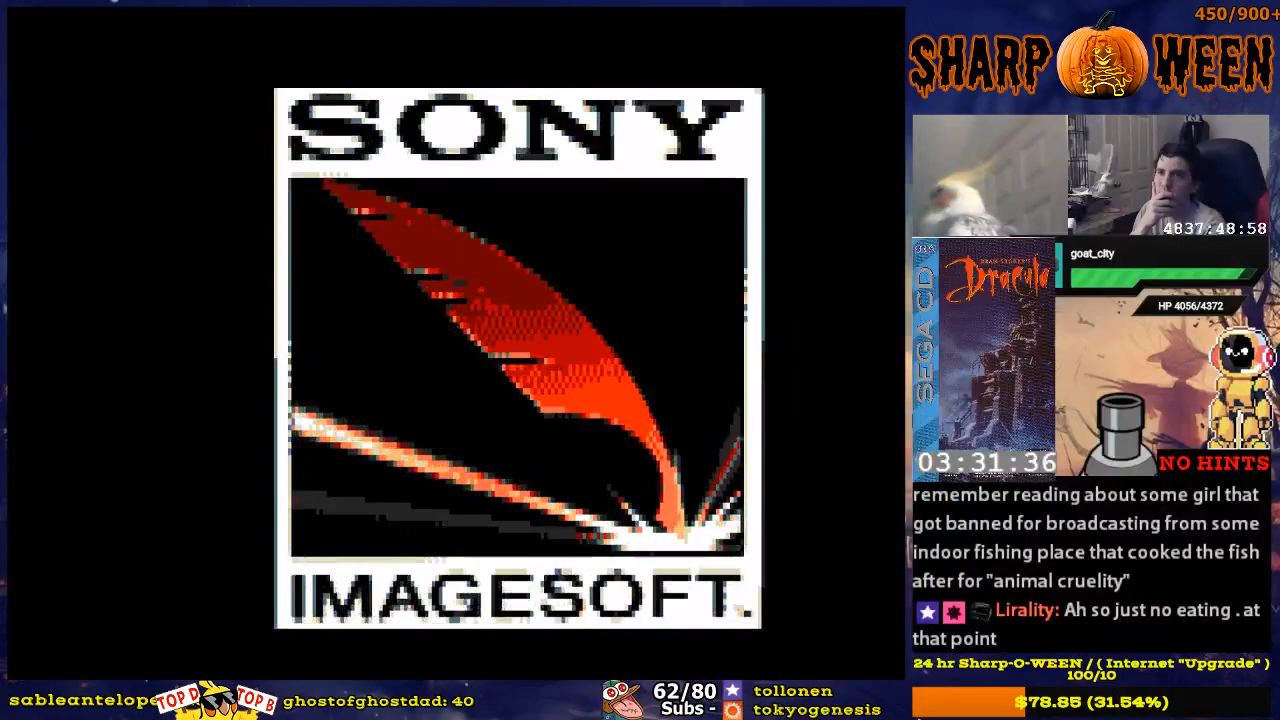 450/900+
SHARP WEEN
SONY
IMAGESOFT.
4837:48:58
SEGA CD
BRAM STOKER'S
Dracula
03:31:36
goat_city
HP 4056/4372
NO HINTS
remember reading about some girl that
got banned for broadcasting from some
indoor fishing place that cooked the fish
after for "animal cruelity"
Lirality: Ah so just no eating . at
that point
24 hr Sharp-O-WEEN / ( Internet "Upgrade" )
100/10
$78.85 (31.54%)
sableantelope
TOP D
TOP B
ghostofghostdad: 40
62/80
Subs -
tollonen
tokyogenesis